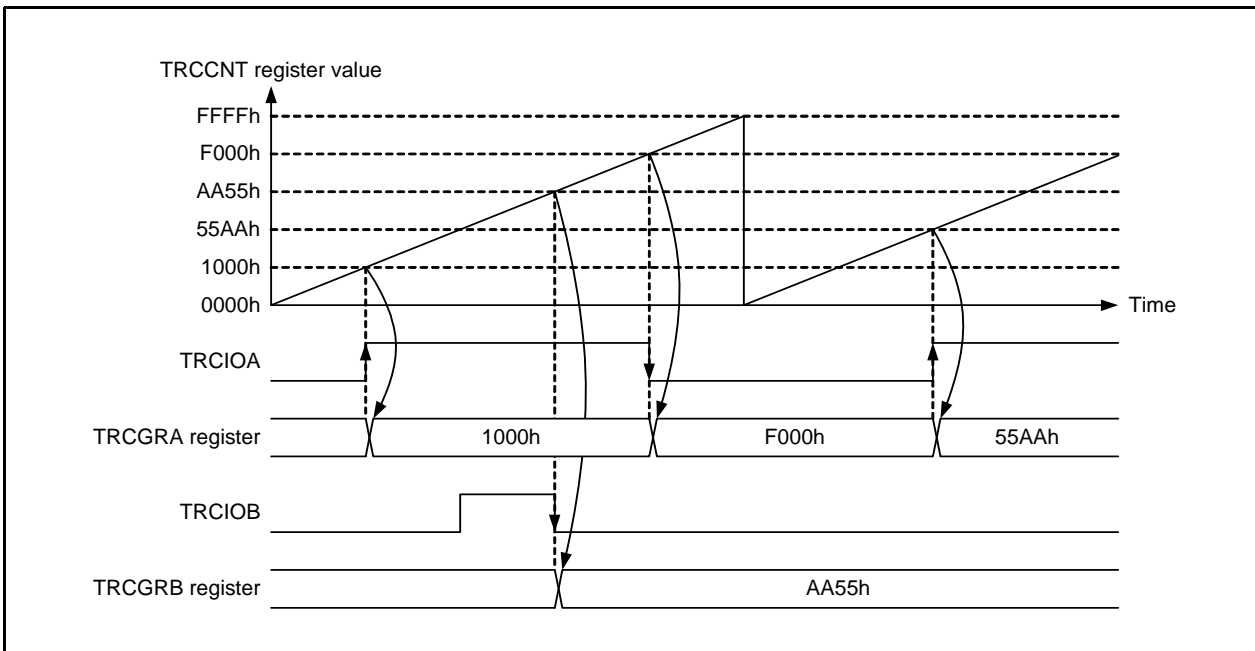 TRCCNT register value
FFFFh
F000h
AA55h
55AAh
1000h
0000h
Time
TRCIOA
TRCGRA register 1000h F000h 55AAh
TRCIOB
TRCGRB register AA55h